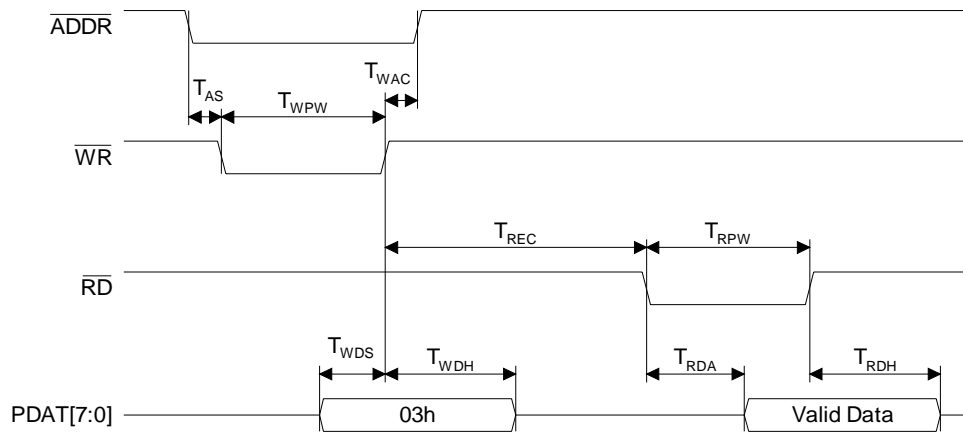 ADDR
T_WAC
T_AS
T_WPW
WR
T_REC
T_RPW
RD
T_WDS
T_WDH
T_RDA
T_RDH
PDAT[7:0]
03h
Valid Data